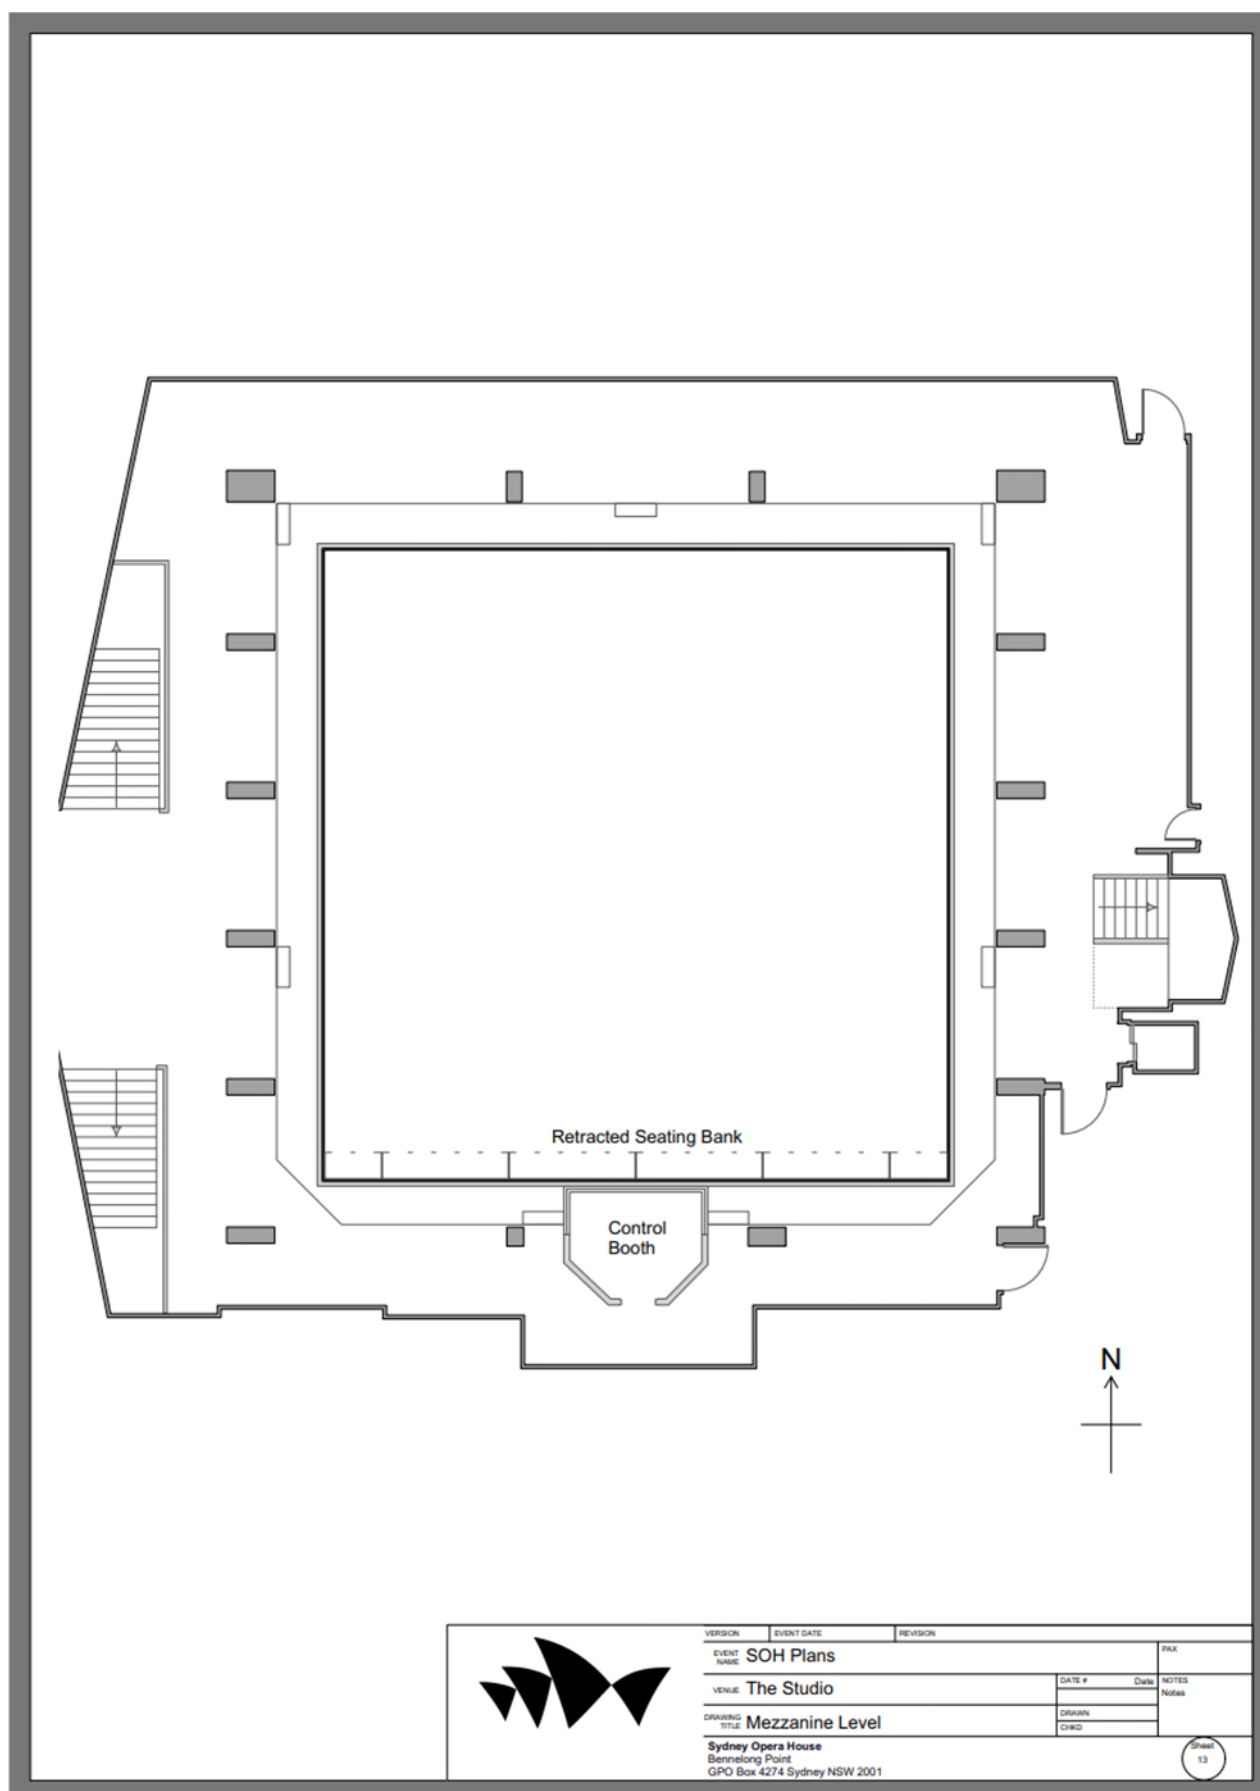 Retracted Seating Bank
Control
Booth
N
VERSION
EVENT DATE
REVISION
EVENT
NAME
SOH Plans
PAX
VENUE
The Studio
DATE #
Date
NOTES
Notes
DRAWING
TITLE
Mezzanine Level
DRAWN
CHKD
Sydney Opera House
Bennelong Point
GPO Box 4274 Sydney NSW 2001
Sheet
13